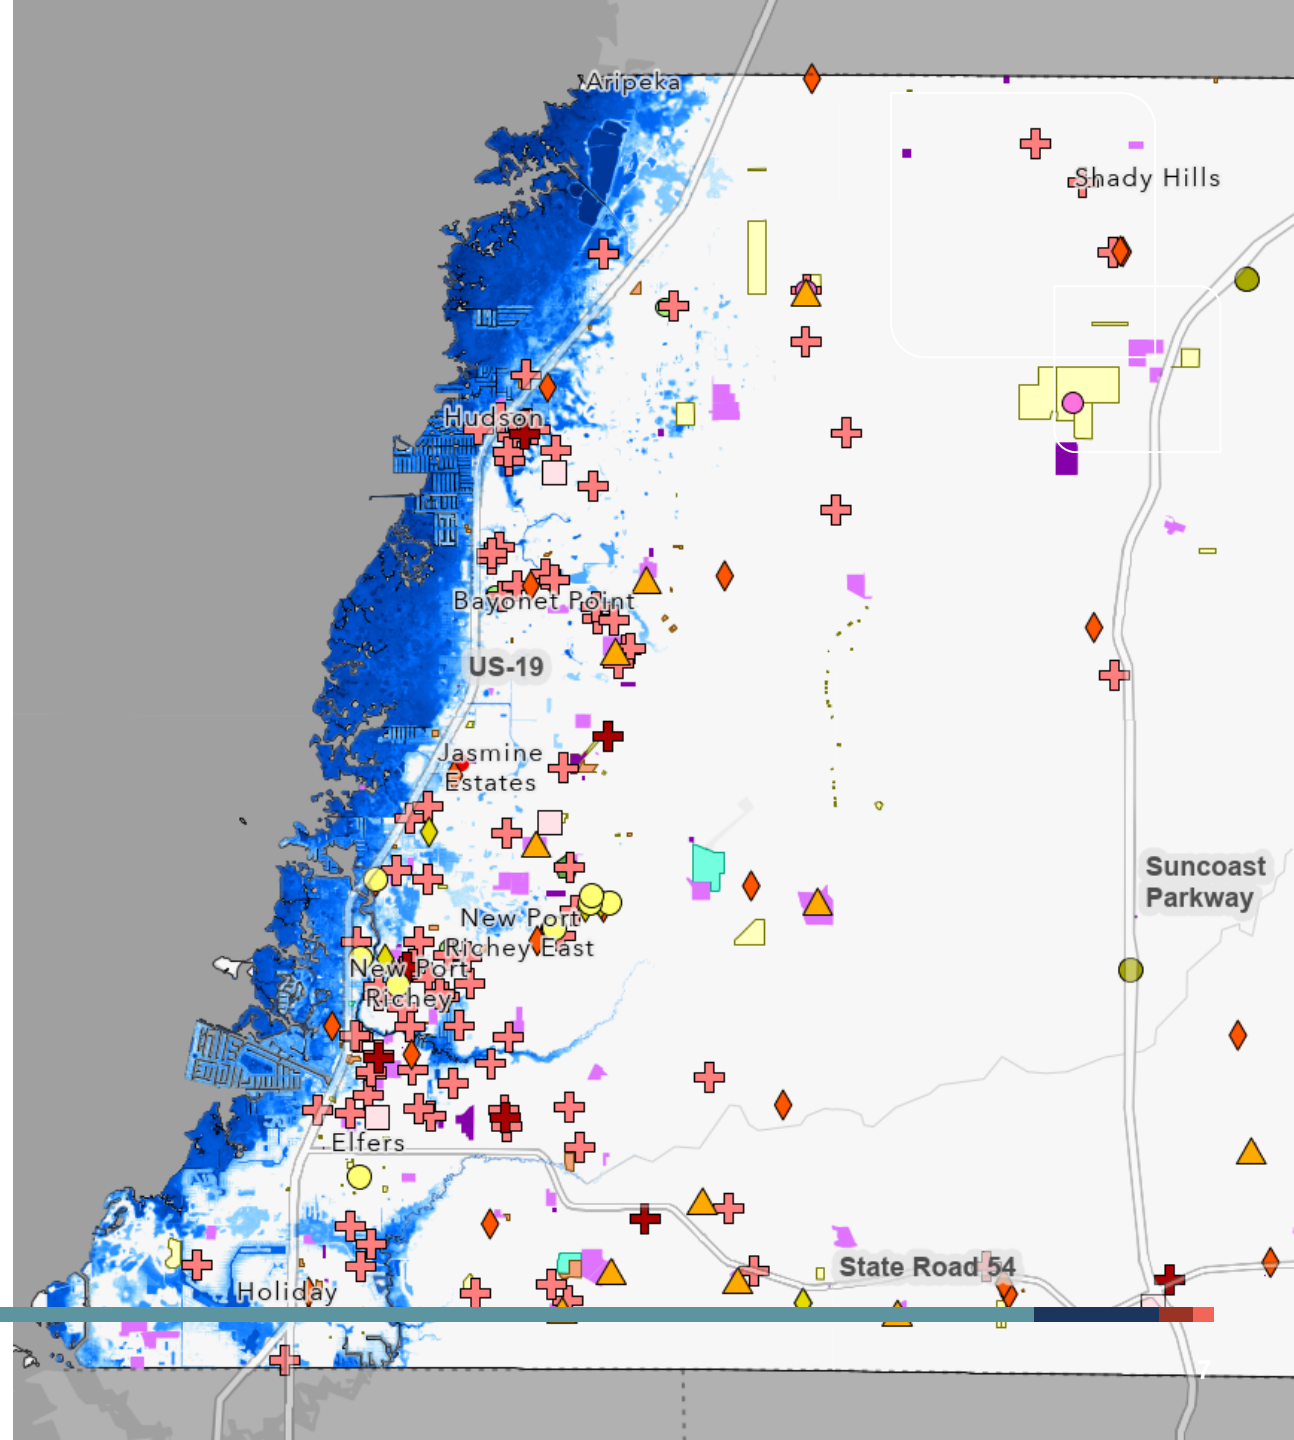 Aripeka
Shady Hills
Hudson
Bayonet Point
US-19
Jasmine
Estates
Suncoast
Parkway
New Port
Richey East
New Port
Richey
Elfers
State Road 54
Holiday
7